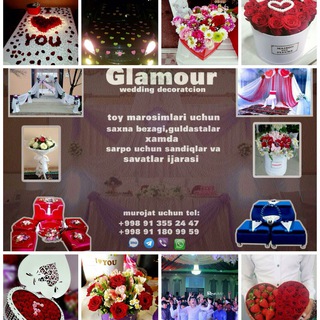 YOU
Glamour
wedding decoratcion
toy marosimlari uchun
saxna bezagi,guldastalar
xamda
sarpo uchun sandiqlar va
savatlar ijarasi
murojat uchun tel:
+998 91 355 24 47
+998 91 180 99 59
I ♥ YOU